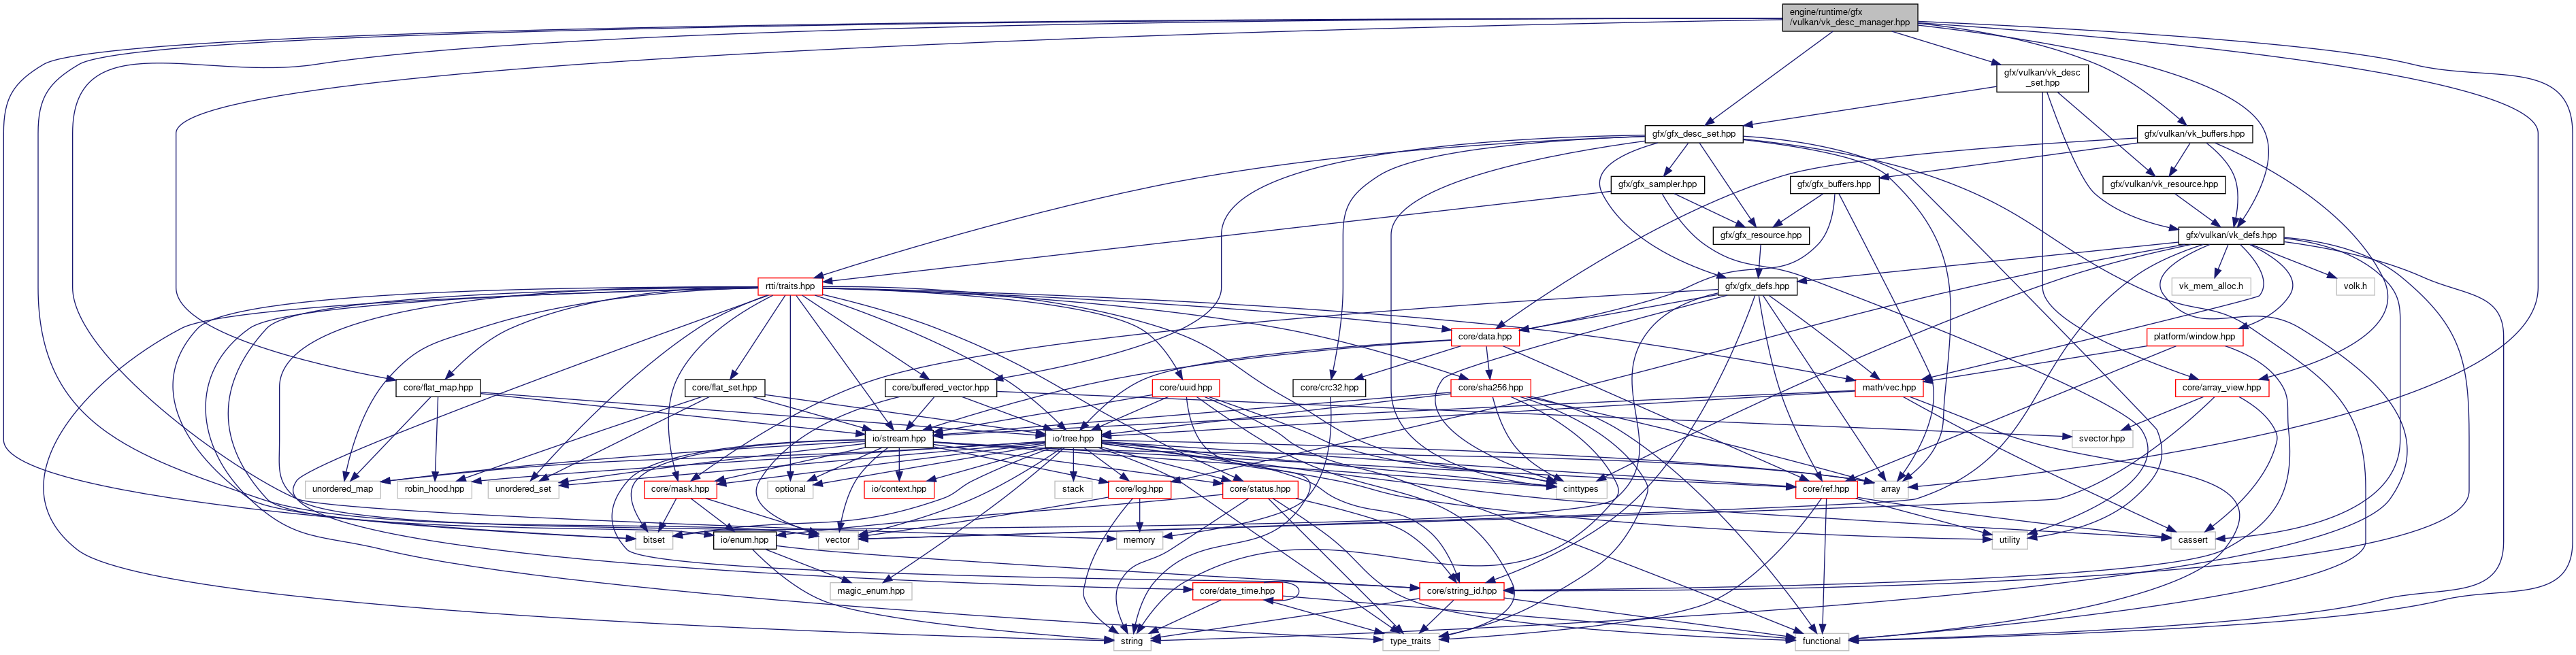 engine/runtime/gfx
/vulkan/vk_desc_manager.hpp
gfx/vulkan/vk_desc
_set.hpp
gfx/gfx_desc_set.hpp
gfx/vulkan/vk_buffers.hpp
gfx/gfx_sampler.hpp
gfx/gfx_buffers.hpp
gfx/vulkan/vk_resource.hpp
gfx/gfx_resource.hpp
gfx/vulkan/vk_defs.hpp
rtti/traits.hpp
gfx/gfx_defs.hpp
vk_mem_alloc.h
volk.h
core/data.hpp
platform/window.hpp
core/flat_map.hpp
core/flat_set.hpp
core/buffered_vector.hpp
core/uuid.hpp
core/crc32.hpp
core/sha256.hpp
math/vec.hpp
core/array_view.hpp
io/stream.hpp
io/tree.hpp
svector.hpp
unordered_map
robin_hood.hpp
unordered_set
core/mask.hpp
optional
io/context.hpp
stack
core/log.hpp
core/status.hpp
cinttypes
core/ref.hpp
array
bitset
io/enum.hpp
vector
memory
utility
cassert
magic_enum.hpp
core/date_time.hpp
core/string_id.hpp
string
type_traits
functional